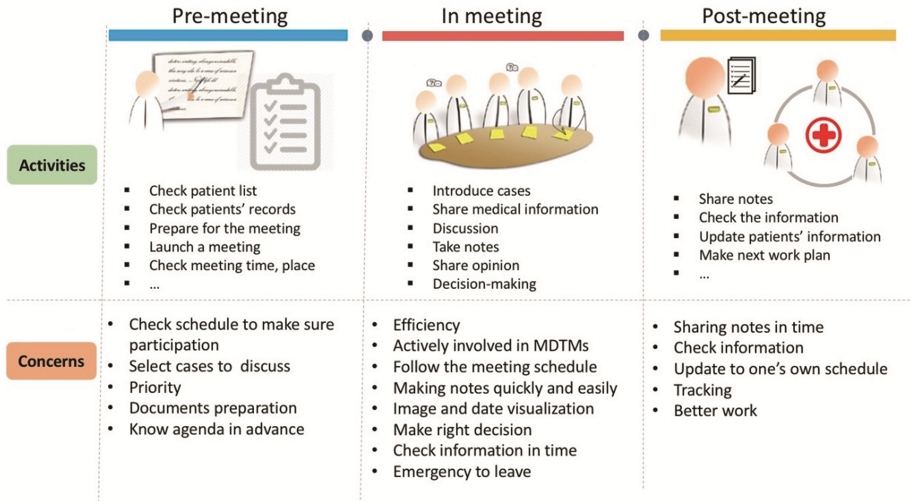 Pre-meeting
In meeting
Post-meeting
Activities
Check patient list
Check patients' records
Prepare for the meeting
Launch a meeting
Check meeting time, place
...
Introduce cases
Share medical information
Discussion
Take notes
Share opinion
Decision-making
Share notes
Check the information
Update patients' information
Make next work plan
...
Concerns
Check schedule to make sure
participation
Select cases to discuss
Priority
Documents preparation
Know agenda in advance
Efficiency
Actively involved in MDTMs
Follow the meeting schedule
Making notes quickly and easily
Image and date visualization
Make right decision
Check information in time
Emergency to leave
Sharing notes in time
Check information
Update to one's own schedule
Tracking
Better work